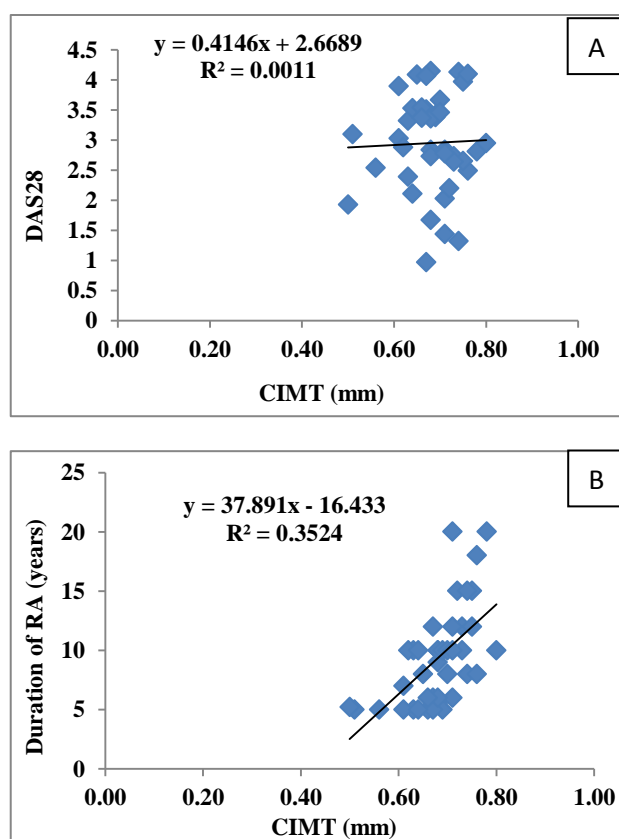 A
y = 0.4146x + 2.6689
R² = 0.0011
DAS28
4.5
4
3.5
3
2.5
2
1.5
1
0.5
0
0.00 0.20 0.40 0.60 0.80 1.00
CIMT (mm)
B
y = 37.891x - 16.433
R² = 0.3524
Duration of RA (years)
25
20
15
10
5
0
0.00 0.20 0.40 0.60 0.80 1.00
CIMT (mm)